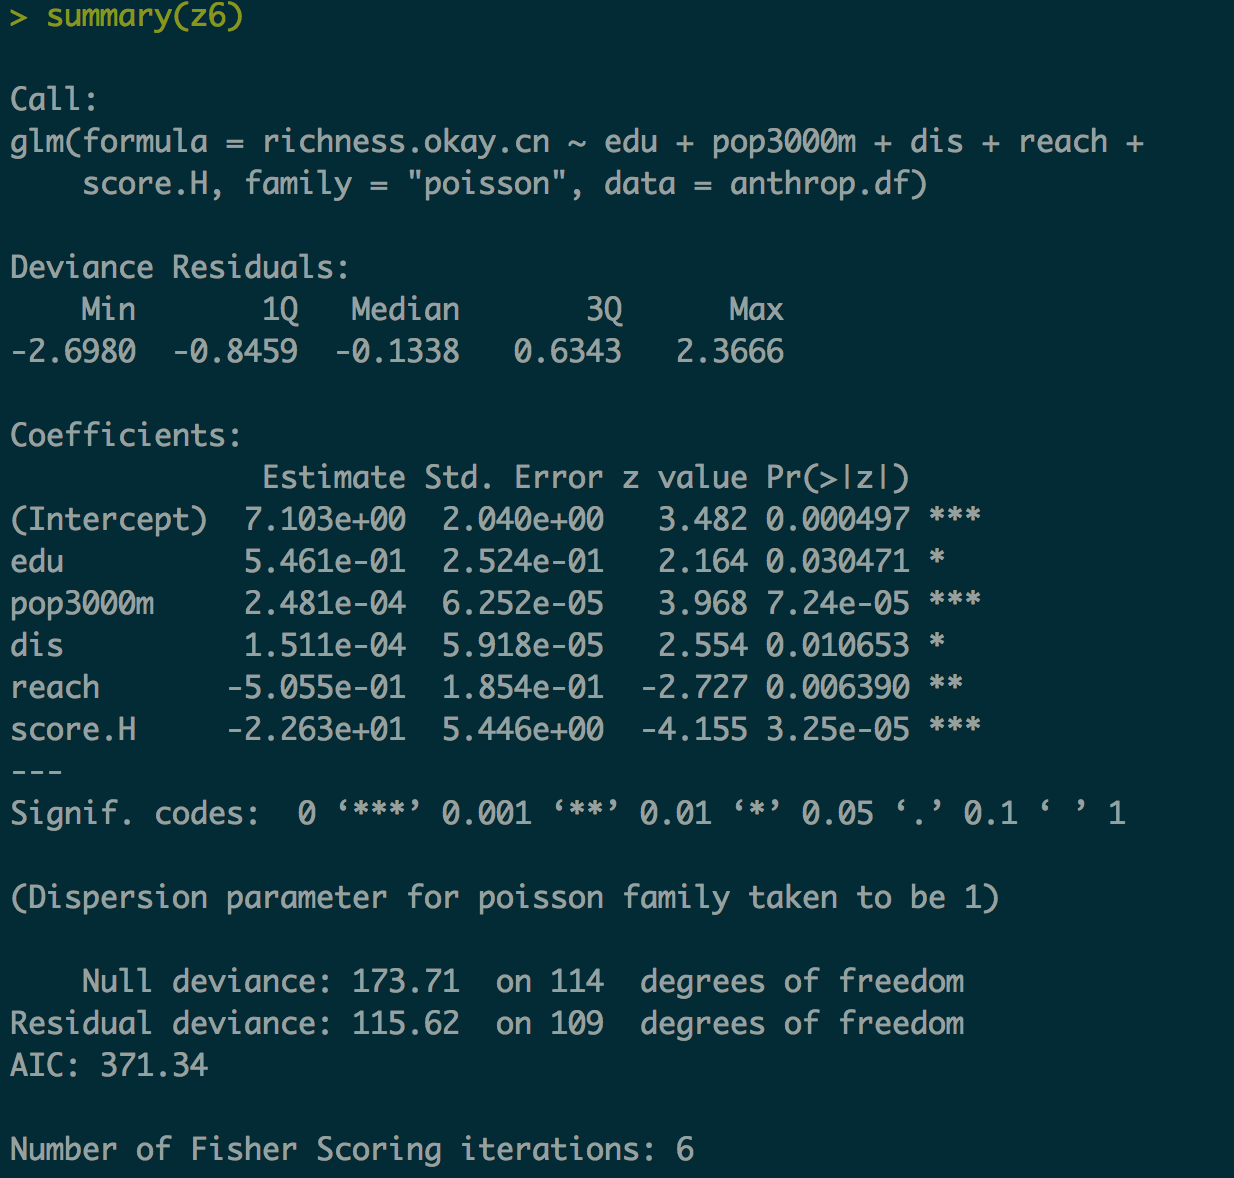 > summary(z6)
Call:
glm(formula = richness.okay.cn ~ edu + pop3000m + dis + reach +
score.H, family = "poisson", data = anthrop.df)
Deviance Residuals:
Min 1Q Median 3Q Max
-2.6980 -0.8459 -0.1338 0.6343 2.3666
Coefficients:
Estimate Std. Error z value Pr(>|z|)
(Intercept) 7.103e+00 2.040e+00 3.482 0.000497 ***
edu 5.461e-01 2.524e-01 2.164 0.030471 *
pop3000m 2.481e-04 6.252e-05 3.968 7.24e-05 ***
dis 1.511e-04 5.918e-05 2.554 0.010653 *
reach -5.055e-01 1.854e-01 -2.727 0.006390 **
score.H -2.263e+01 5.446e+00 -4.155 3.25e-05 ***
---
Signif. codes: 0 ‘***’ 0.001 ‘**’ 0.01 ‘*’ 0.05 ‘.’ 0.1 ‘ ’ 1
(Dispersion parameter for poisson family taken to be 1)
Null deviance: 173.71 on 114 degrees of freedom
Residual deviance: 115.62 on 109 degrees of freedom
AIC: 371.34
Number of Fisher Scoring iterations: 6